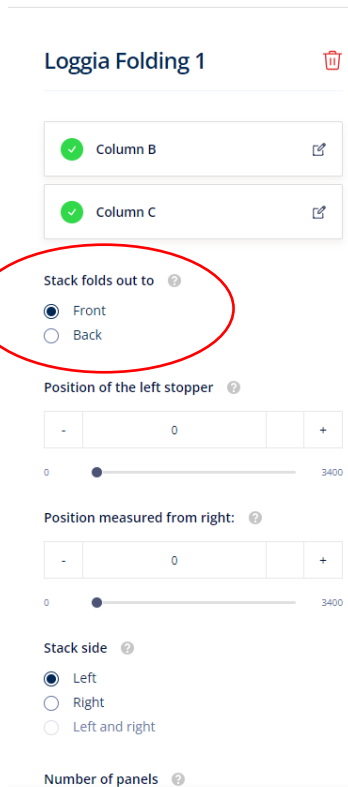 Loggia Folding 1
Column B
Column C
Stack folds out to ?
Front
Back
Position of the left stopper ?
- 0 +
0 3400
Position measured from right: ?
- 0 +
0 3400
Stack side ?
Left
Right
Left and right
Number of panels ?